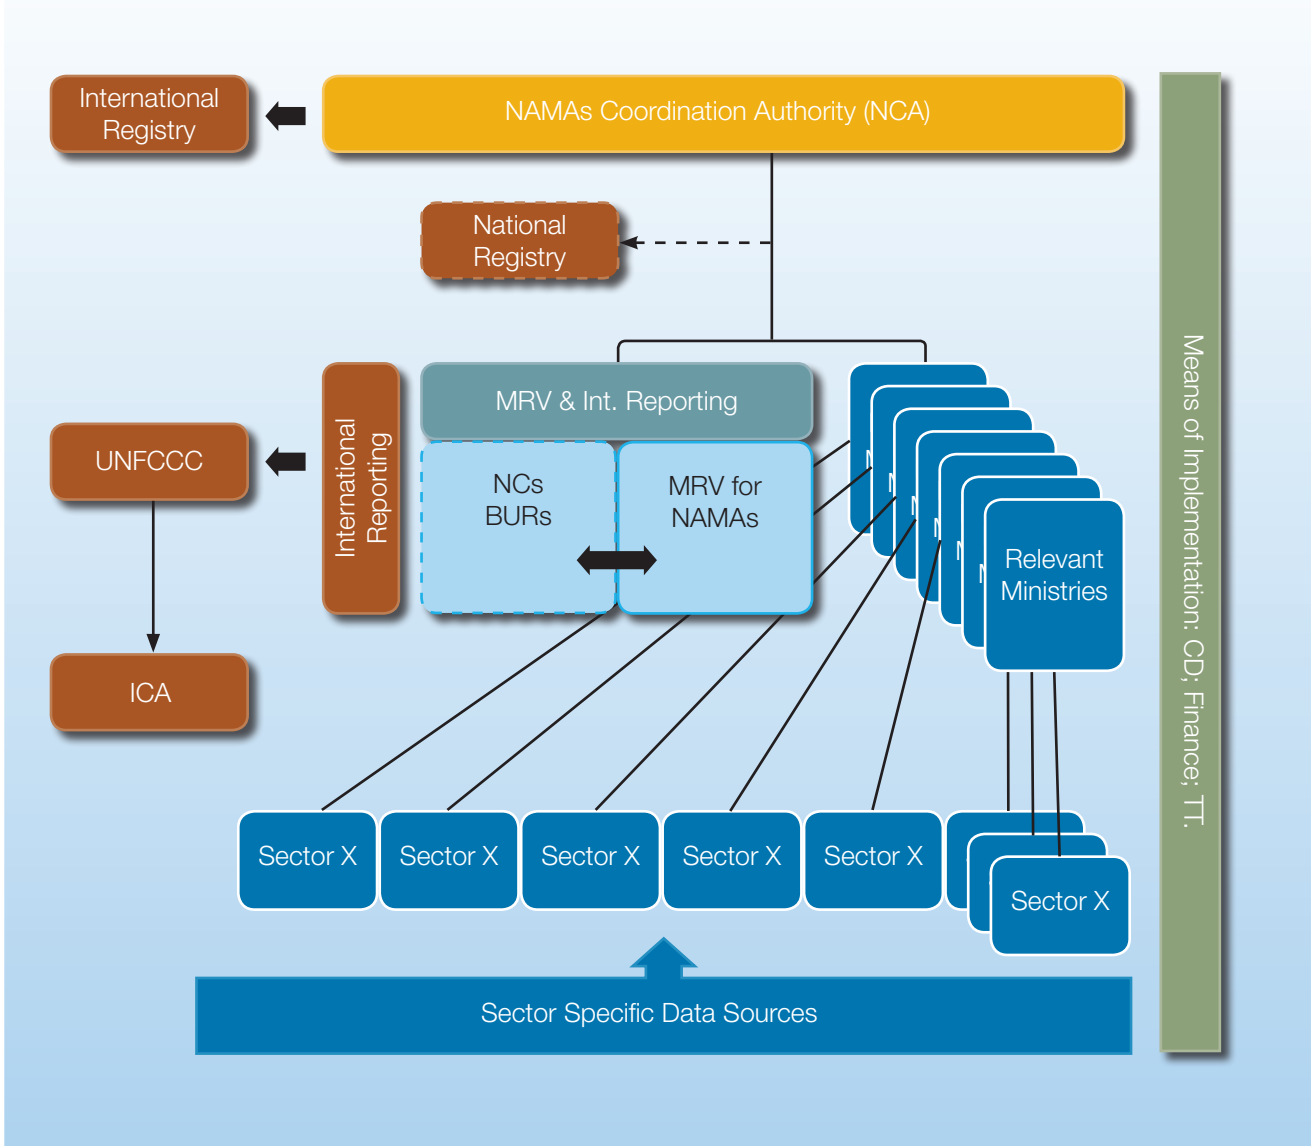 International
Registry
NAMAs Coordination Authority (NCA)
National
Registry
MRV & Int. Reporting
International
Reporting
UNFCCC
NCs
BURs
MRV for
NAMAs
Relevant
Ministries
ICA
Sector X
Sector X
Sector X
Sector X
Sector X
Sector X
Sector Specific Data Sources
Means of Implementation: CD; Finance; TT.